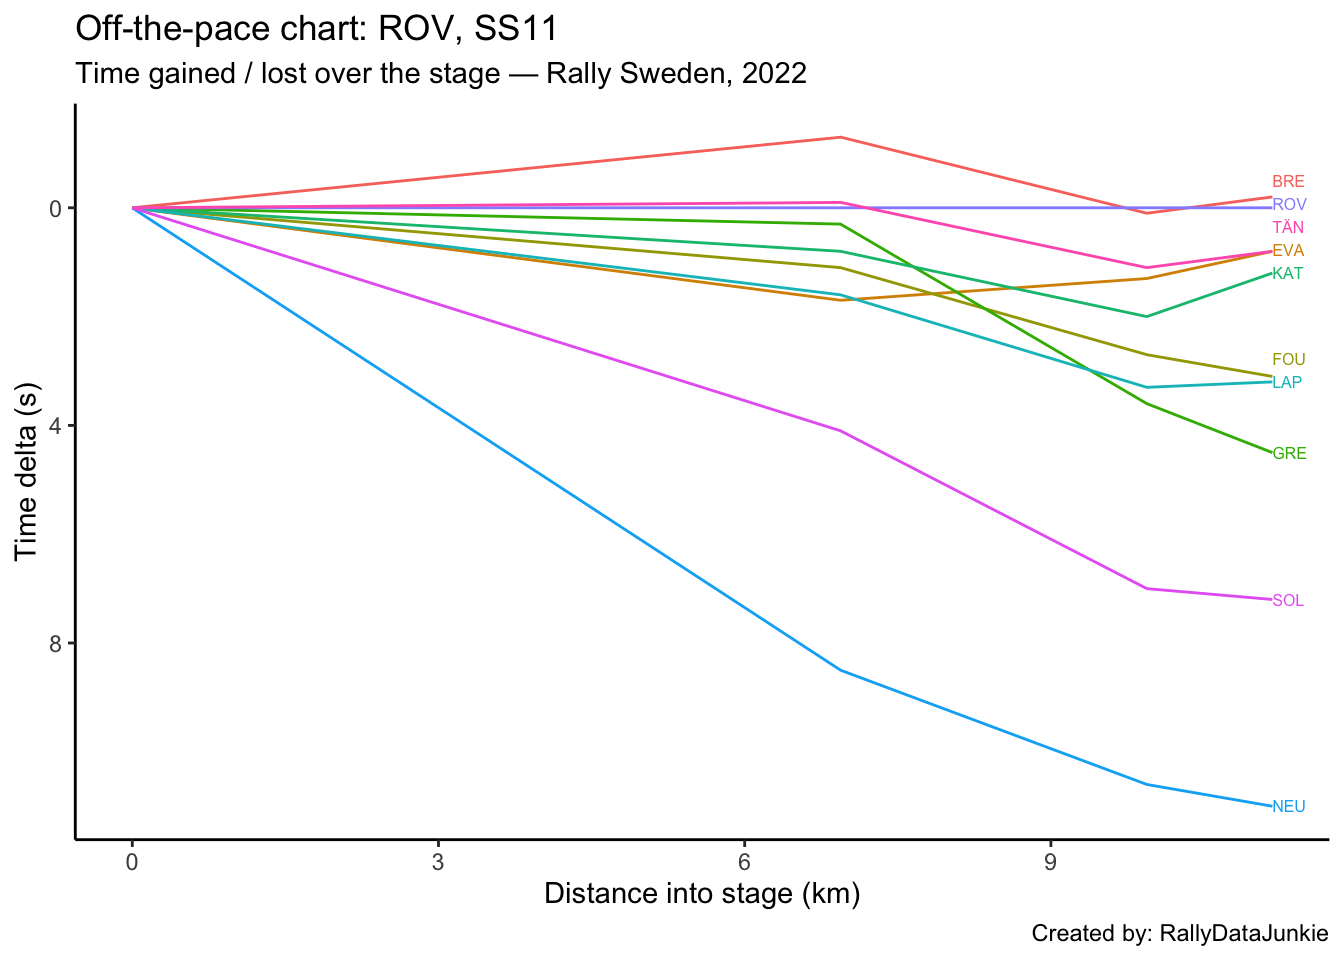 Off-the-pace chart: ROV, SS11
Time gained / lost over the stage — Rally Sweden, 2022
BRE
0
ROV
TÄN
EVA
KAT
FOU
LAP
Time delta (s)
4
GRE
SOL
8
NEU
0 3 6 9
Distance into stage (km)
Created by: RallyDataJunkie